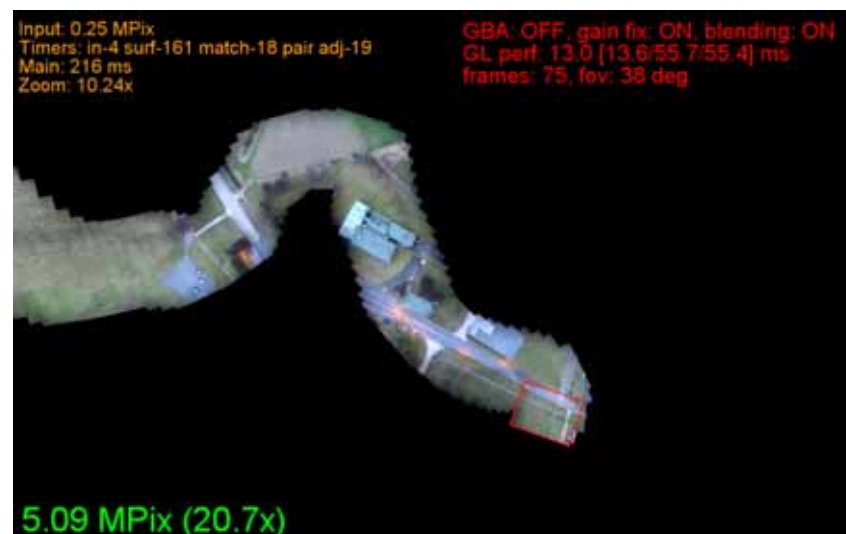 Input: 0.25 MPix
Timers: in-4 surf-161 match-18 pair adj-19
Main: 216 ms
Zoom: 10.24x
GBA: OFF, gain fix: ON, blending: ON
GL perf: 13.0 [13.6/55.7/55.4] ms
frames: 75, fov: 38 deg
5.09 MPix (20.7x)